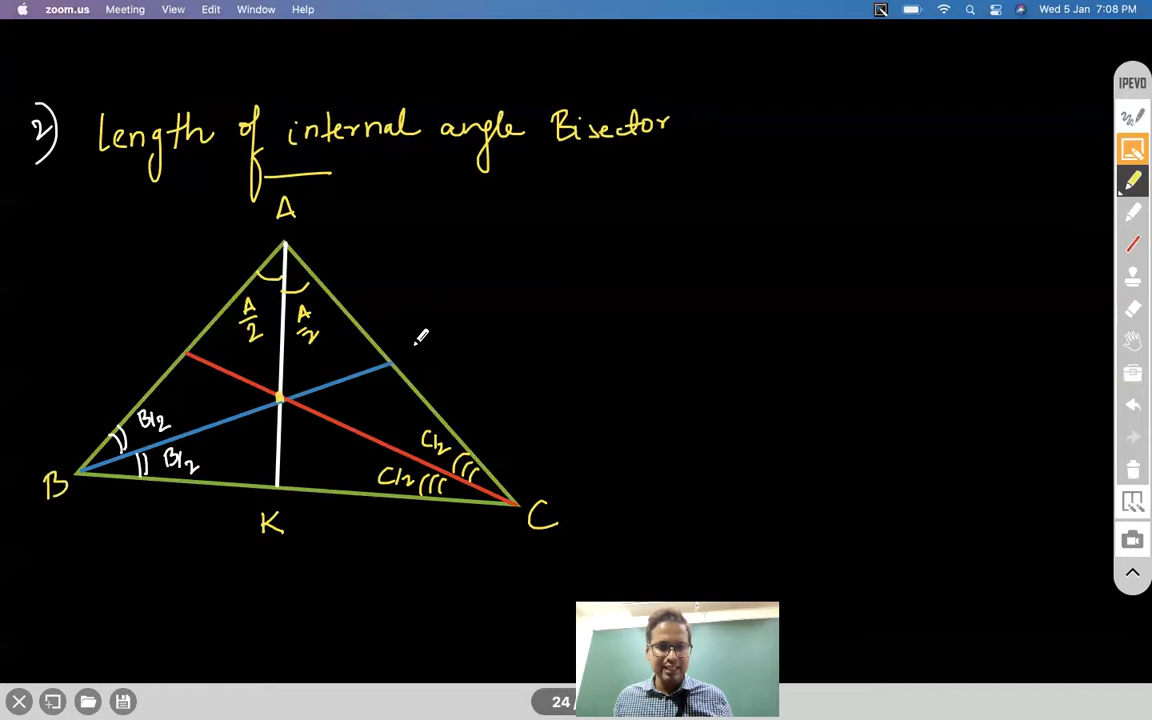 zoom.us Meeting View Edit Window Help Wed 5 Jan 7:08 PM
IPEVO
2) Length of internal angle Bisector
A
A/2 A/2
B/2
B/2
C/2
C/2
B
K
C
24 /